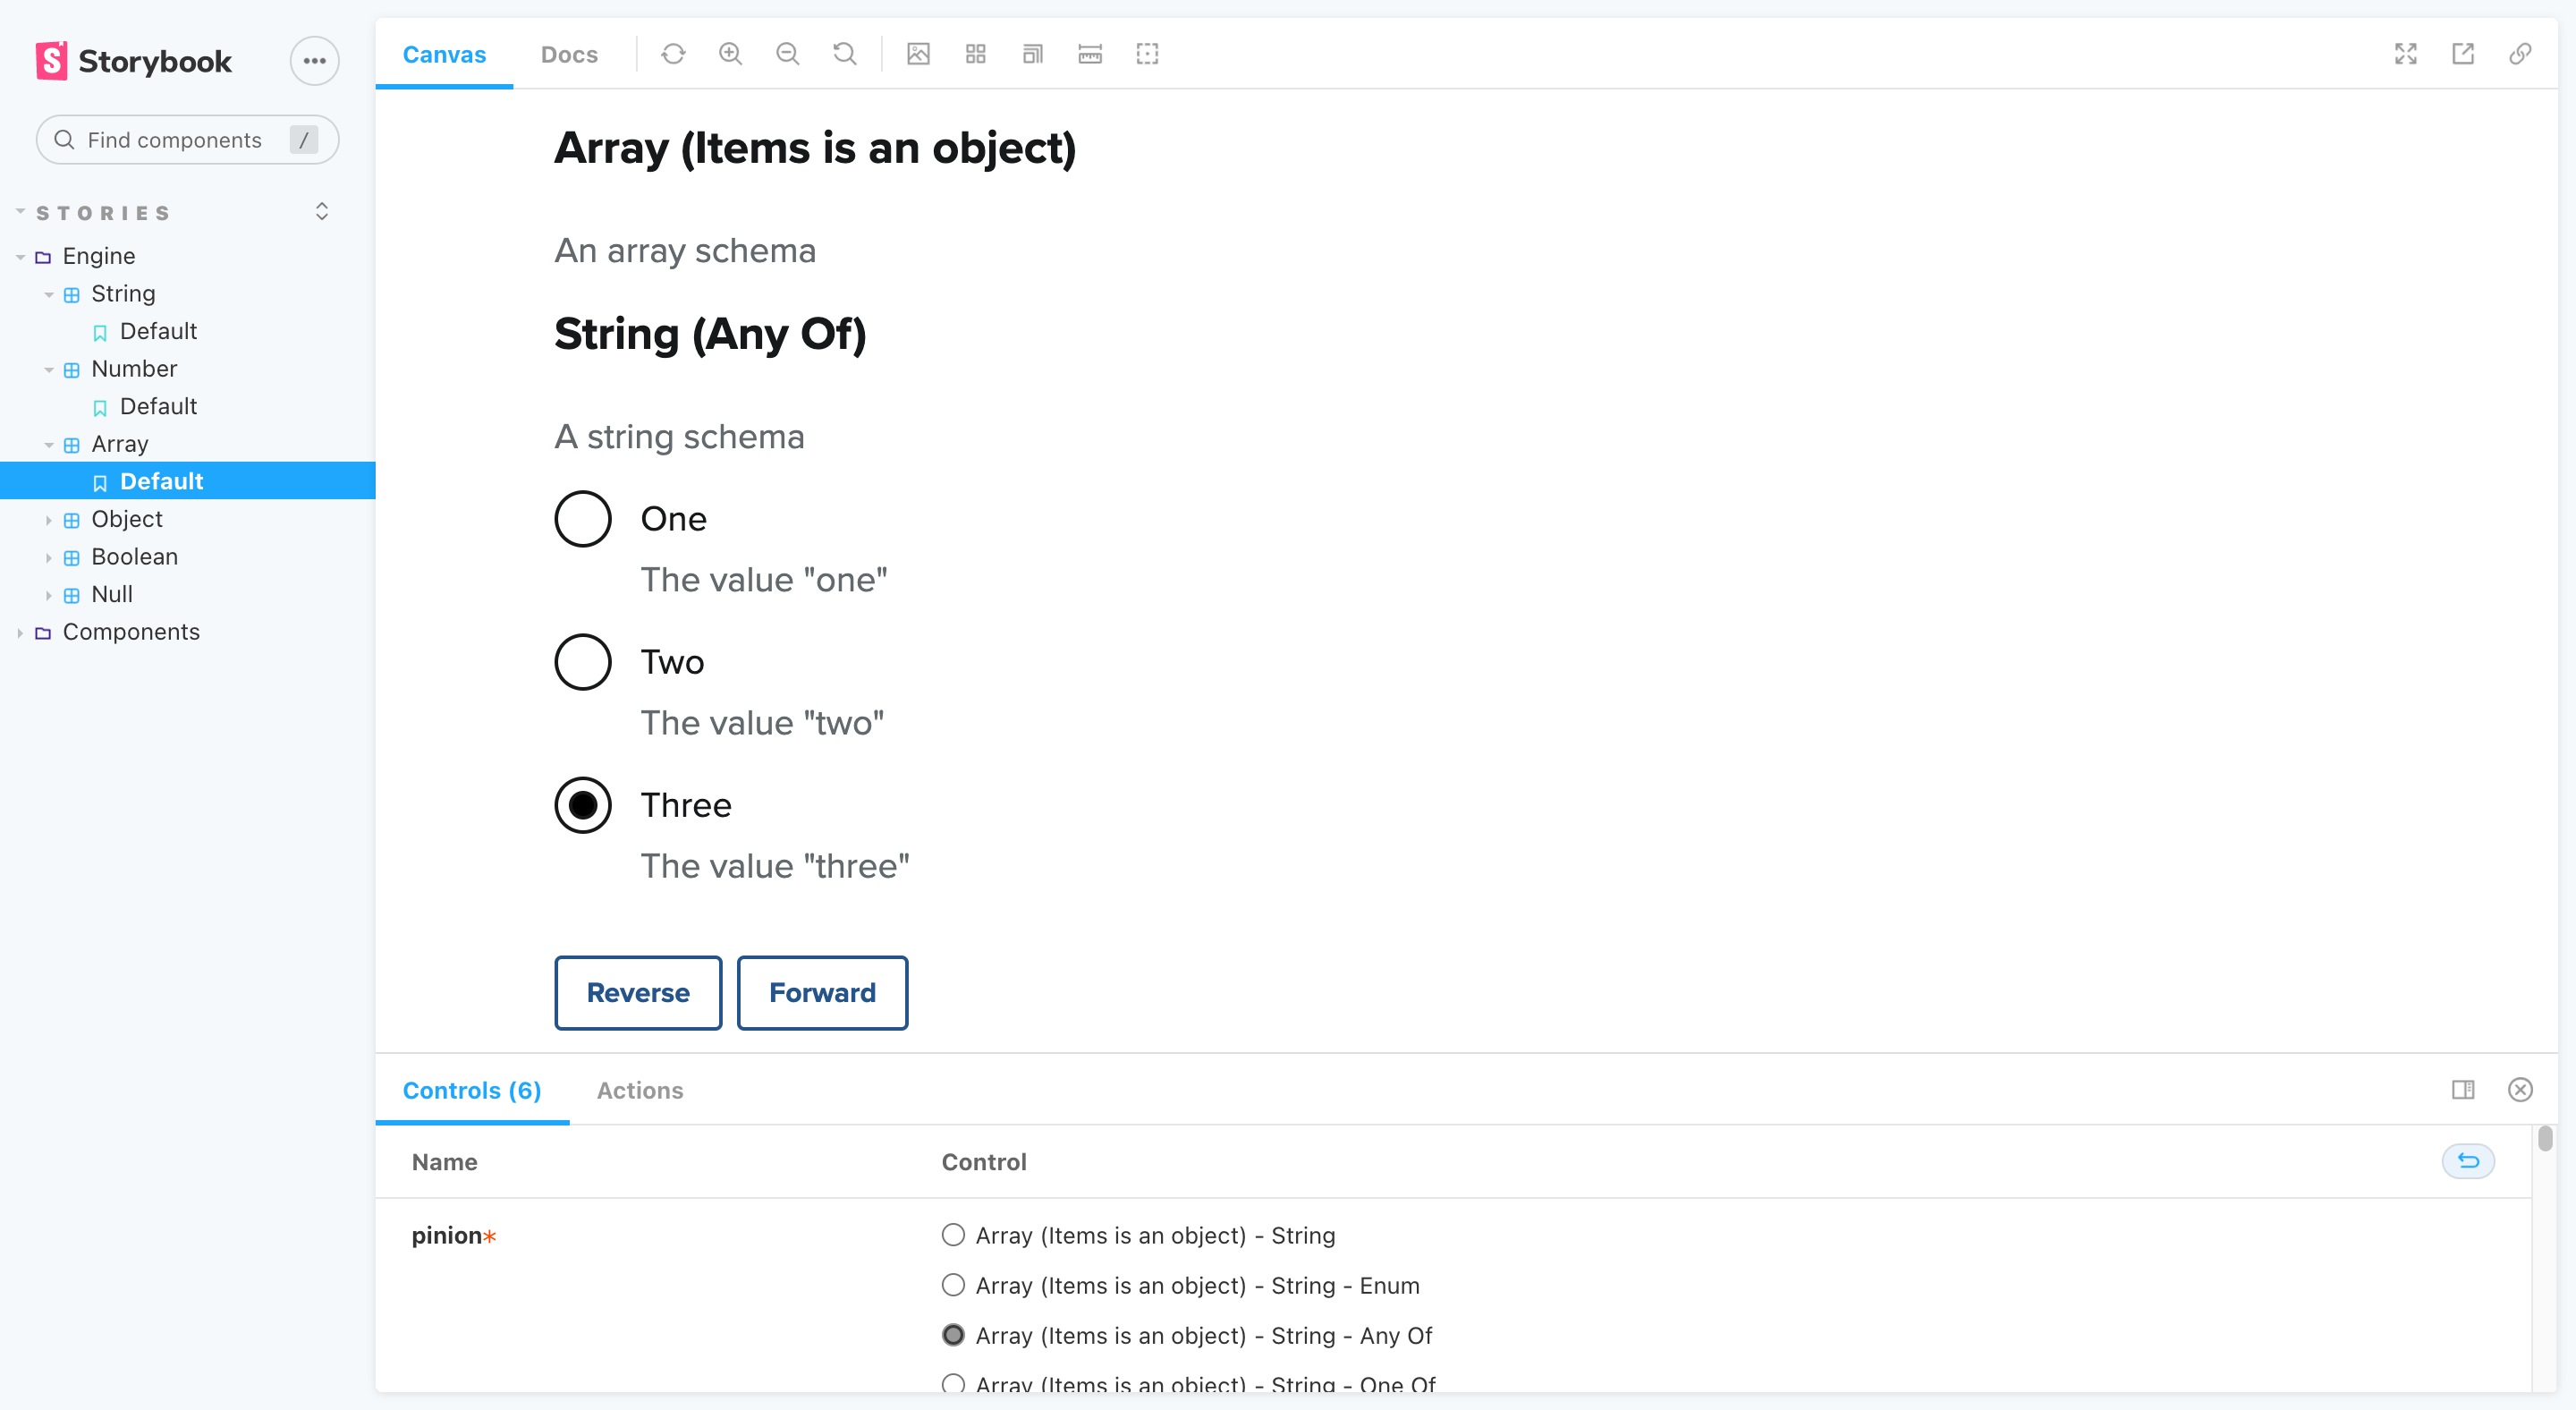 Storybook
Find components /
STORIES
Engine
String
Default
Number
Default
Array
Default
Object
Boolean
Null
Components
Canvas Docs
Array (Items is an object)
An array schema
String (Any Of)
A string schema
One
The value "one"
Two
The value "two"
Three
The value "three"
Reverse Forward
Controls (6) Actions
Name Control
pinion*
Array (Items is an object) - String
Array (Items is an object) - String - Enum
Array (Items is an object) - String - Any Of
Array (Items is an object) - String - One Of